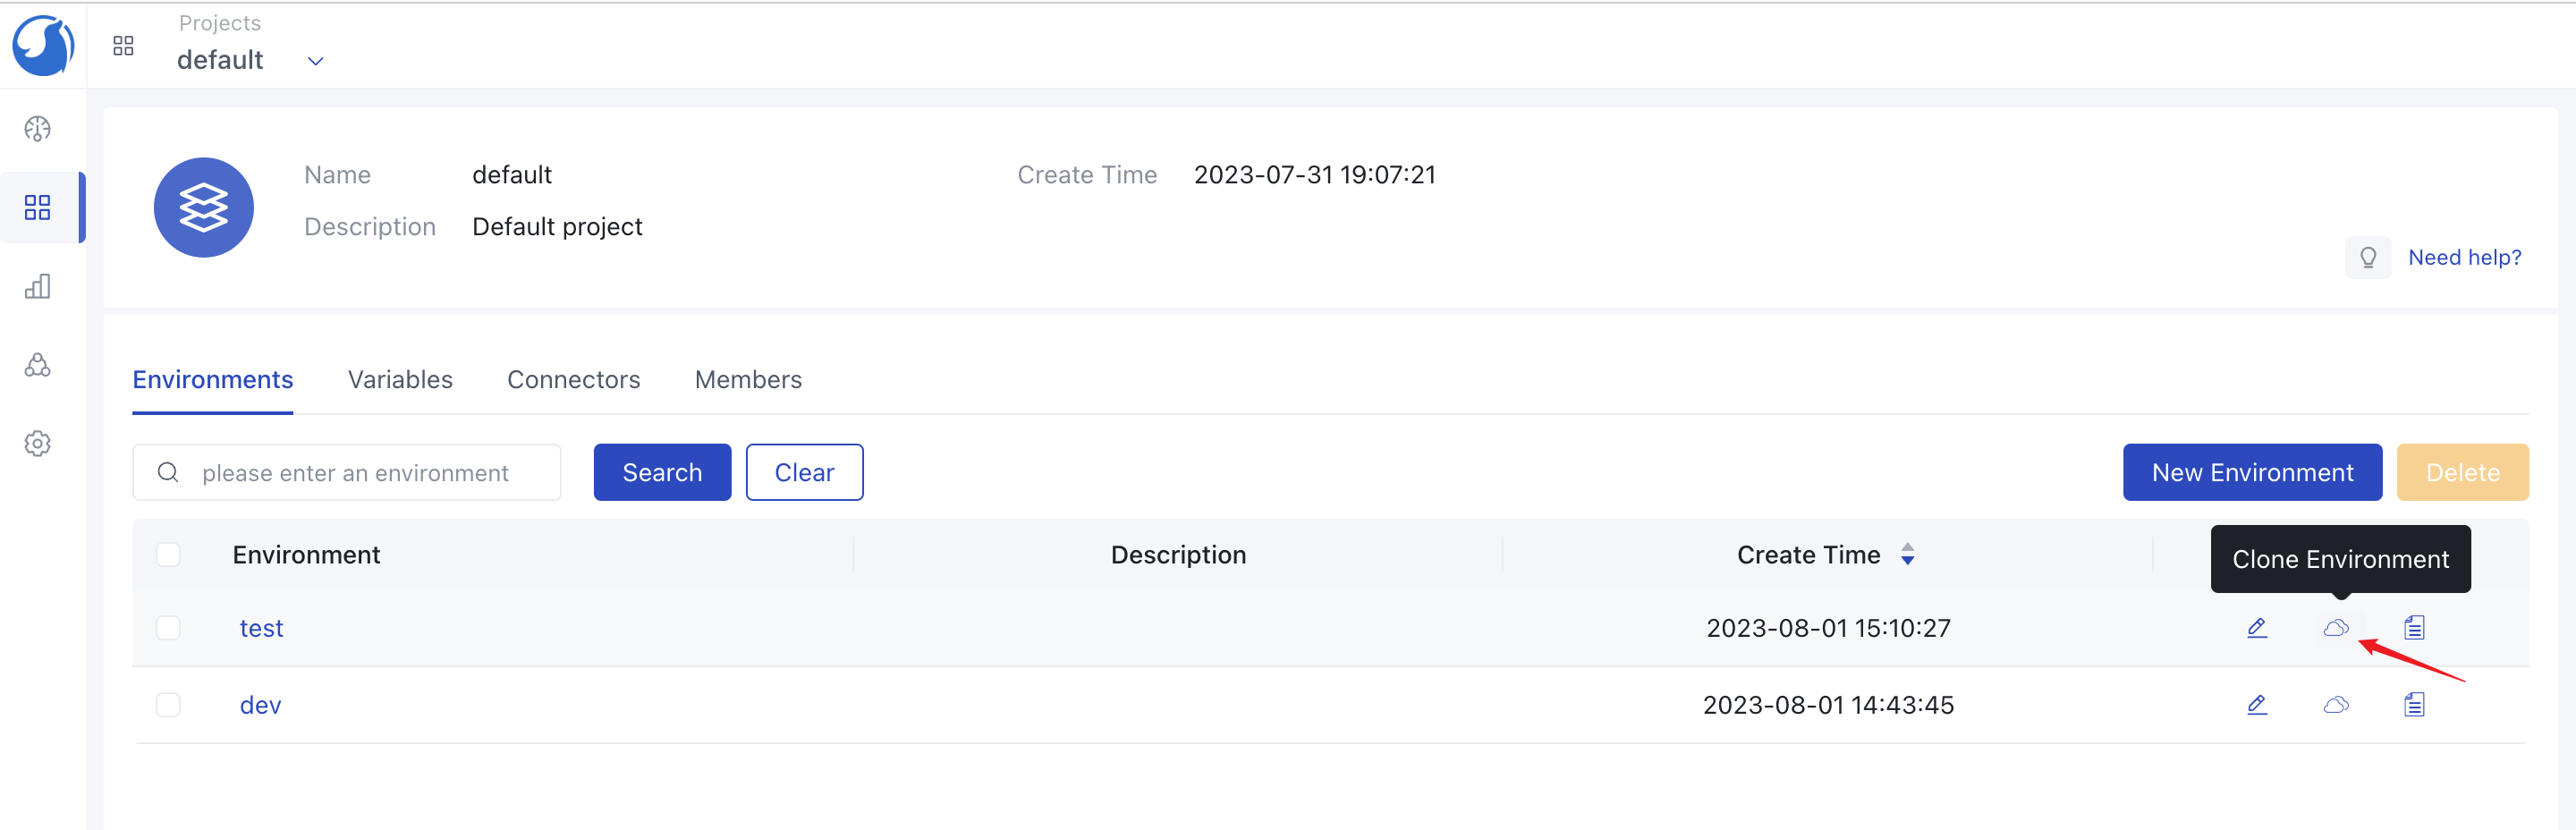 Projects
default
Name default Create Time 2023-07-31 19:07:21
Description Default project
Need help?
Environments Variables Connectors Members
please enter an environment Search Clear New Environment Delete
Environment Description Create Time Clone Environment
test 2023-08-01 15:10:27
dev 2023-08-01 14:43:45